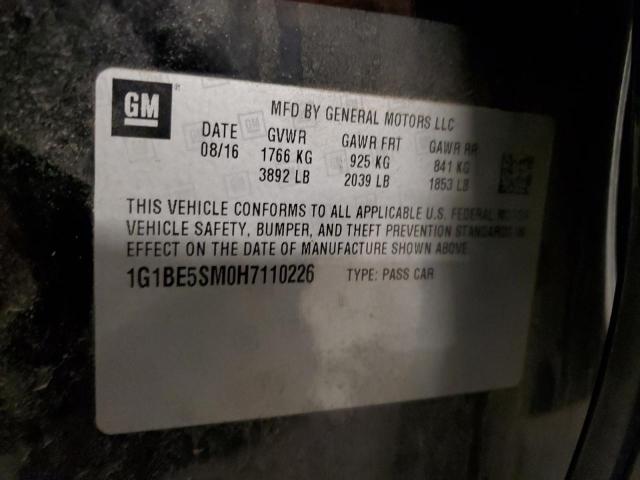 GM
MFD BY GENERAL MOTORS LLC
DATE GVWR GAWR FRT GAWR RR
08/16 1766 KG 925 KG 841 KG
3892 LB 2039 LB 1853 LB
THIS VEHICLE CONFORMS TO ALL APPLICABLE U.S. FEDERAL MOTOR
VEHICLE SAFETY, BUMPER, AND THEFT PREVENTION STANDARDS IN
EFFECT ON THE DATE OF MANUFACTURE SHOWN ABOVE.
1G1BE5SM0H7110226 TYPE: PASS CAR